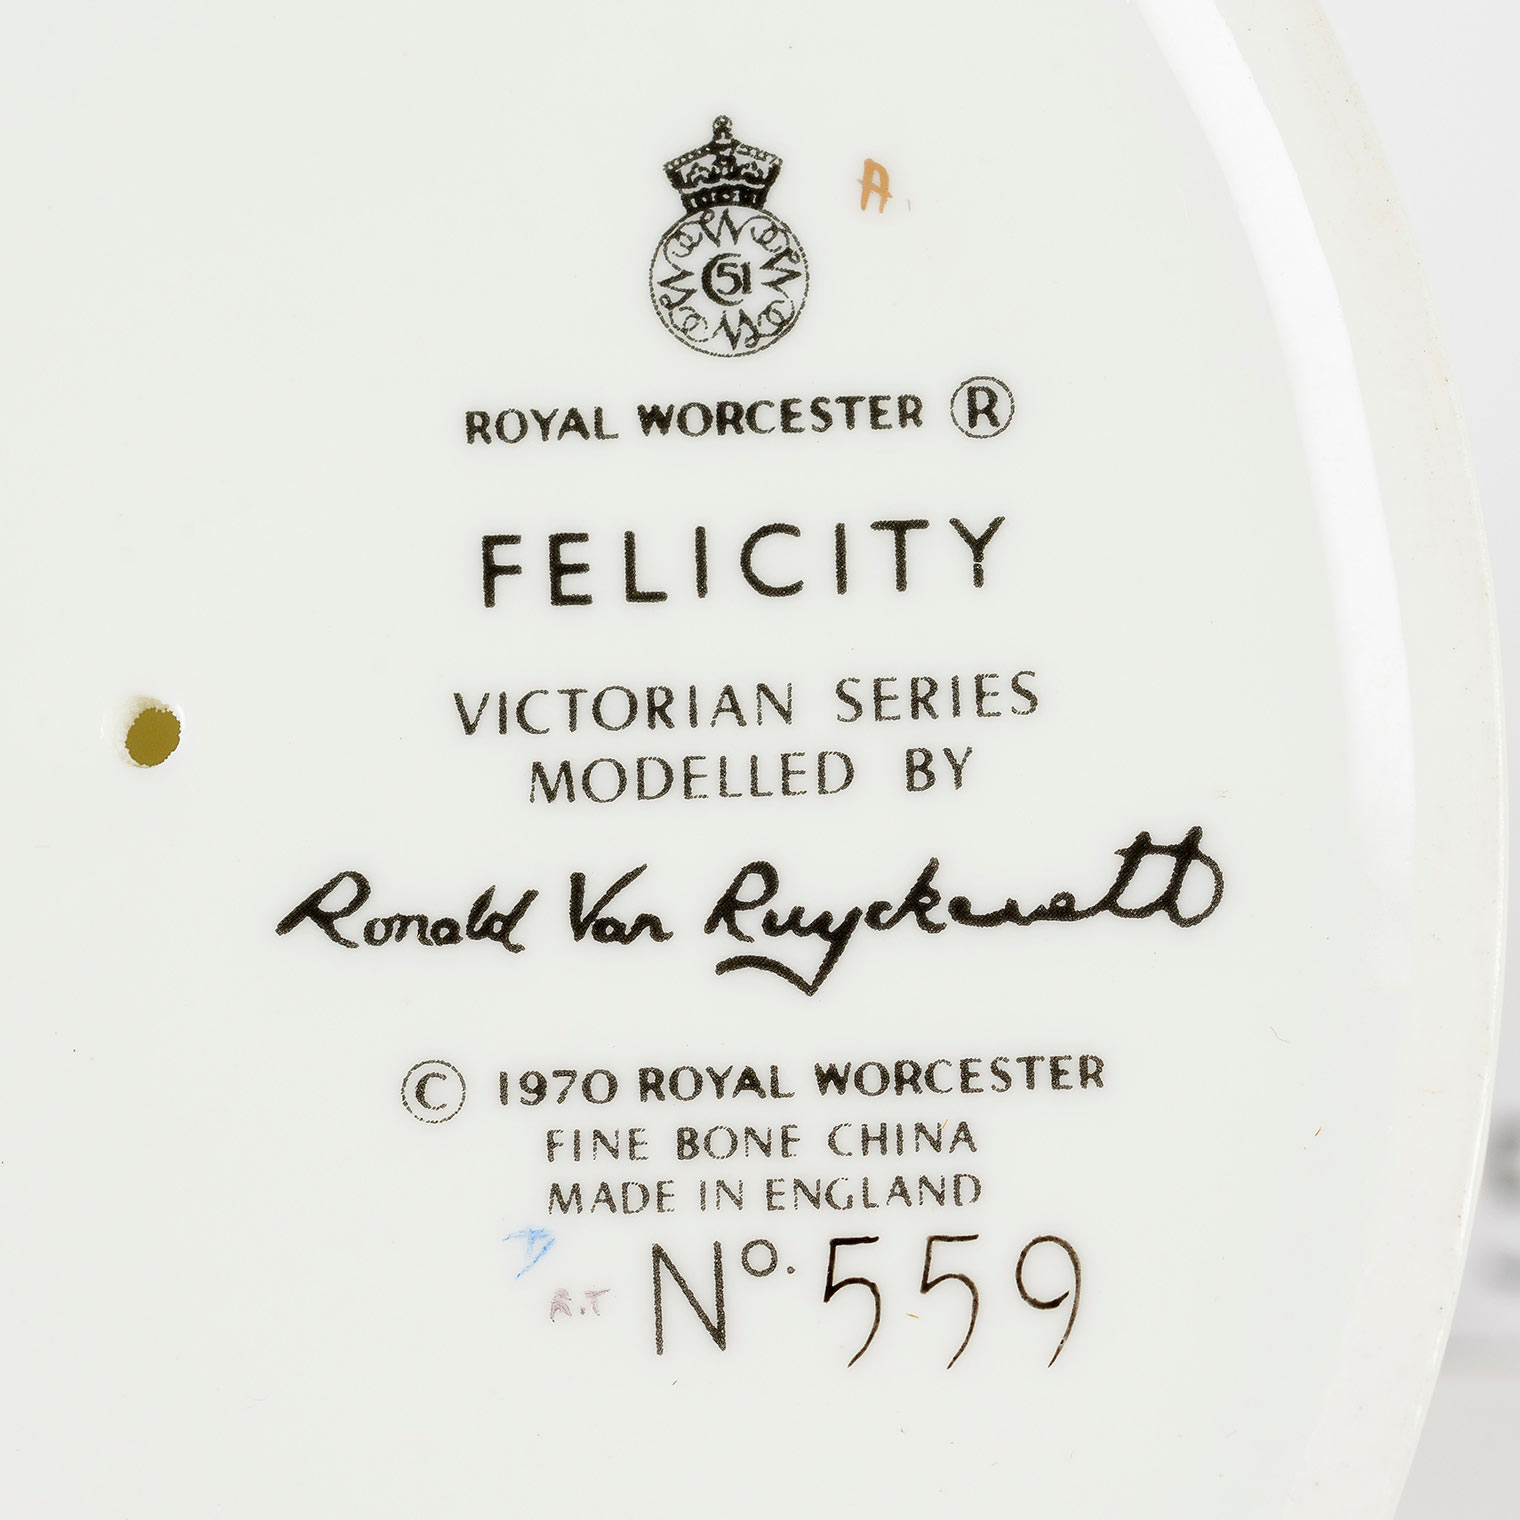 A.
C51
ROYAL WORCESTER ®
FELICITY
VICTORIAN SERIES
MODELLED BY
Ronald Van Ruyckevelt
© 1970 ROYAL WORCESTER
FINE BONE CHINA
MADE IN ENGLAND
R.T No. 559